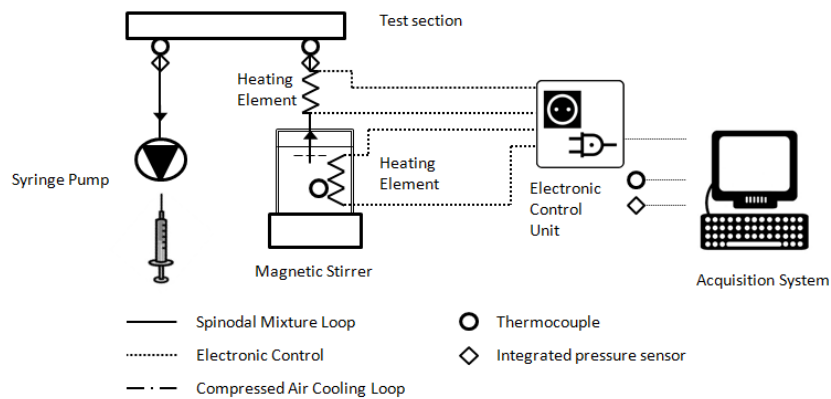 Test section
Heating
Element
Heating
Element
Syringe Pump
Electronic
Control
Unit
Magnetic Stirrer
Acquisition System
Spinodal Mixture Loop
Thermocouple
Electronic Control
Integrated pressure sensor
Compressed Air Cooling Loop